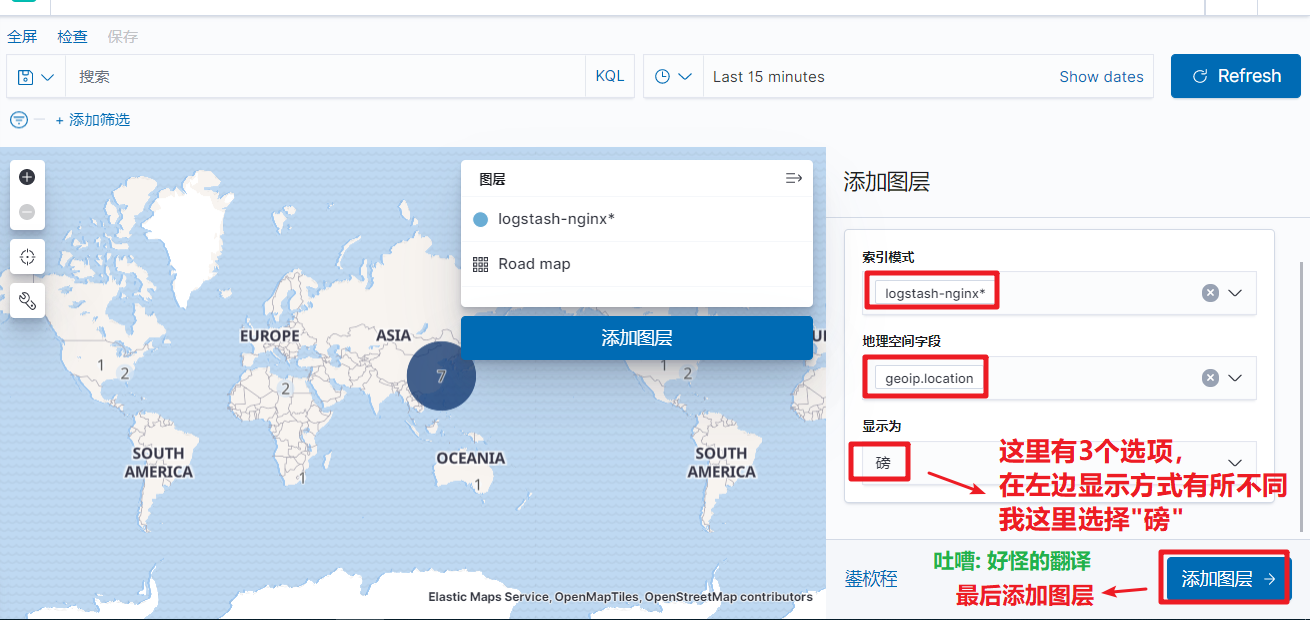 全屏 检查 保存
搜索 KQL Last 15 minutes Show dates Refresh
+ 添加筛选
图层
logstash-nginx*
Road map
添加图层
EUROPE ASIA
1 2 2 7 1 2
SOUTH AMERICA OCEANIA SOUTH AMERICA
1 1
Elastic Maps Service, OpenMapTiles, OpenStreetMap contributors
添加图层
索引模式
logstash-nginx*
地理空间字段
geoip.location
显示为
磅
这里有3个选项,
在左边显示方式有所不同
我这里选择"磅"
吐嘈: 好怪的翻译
最后添加图层
添加图层